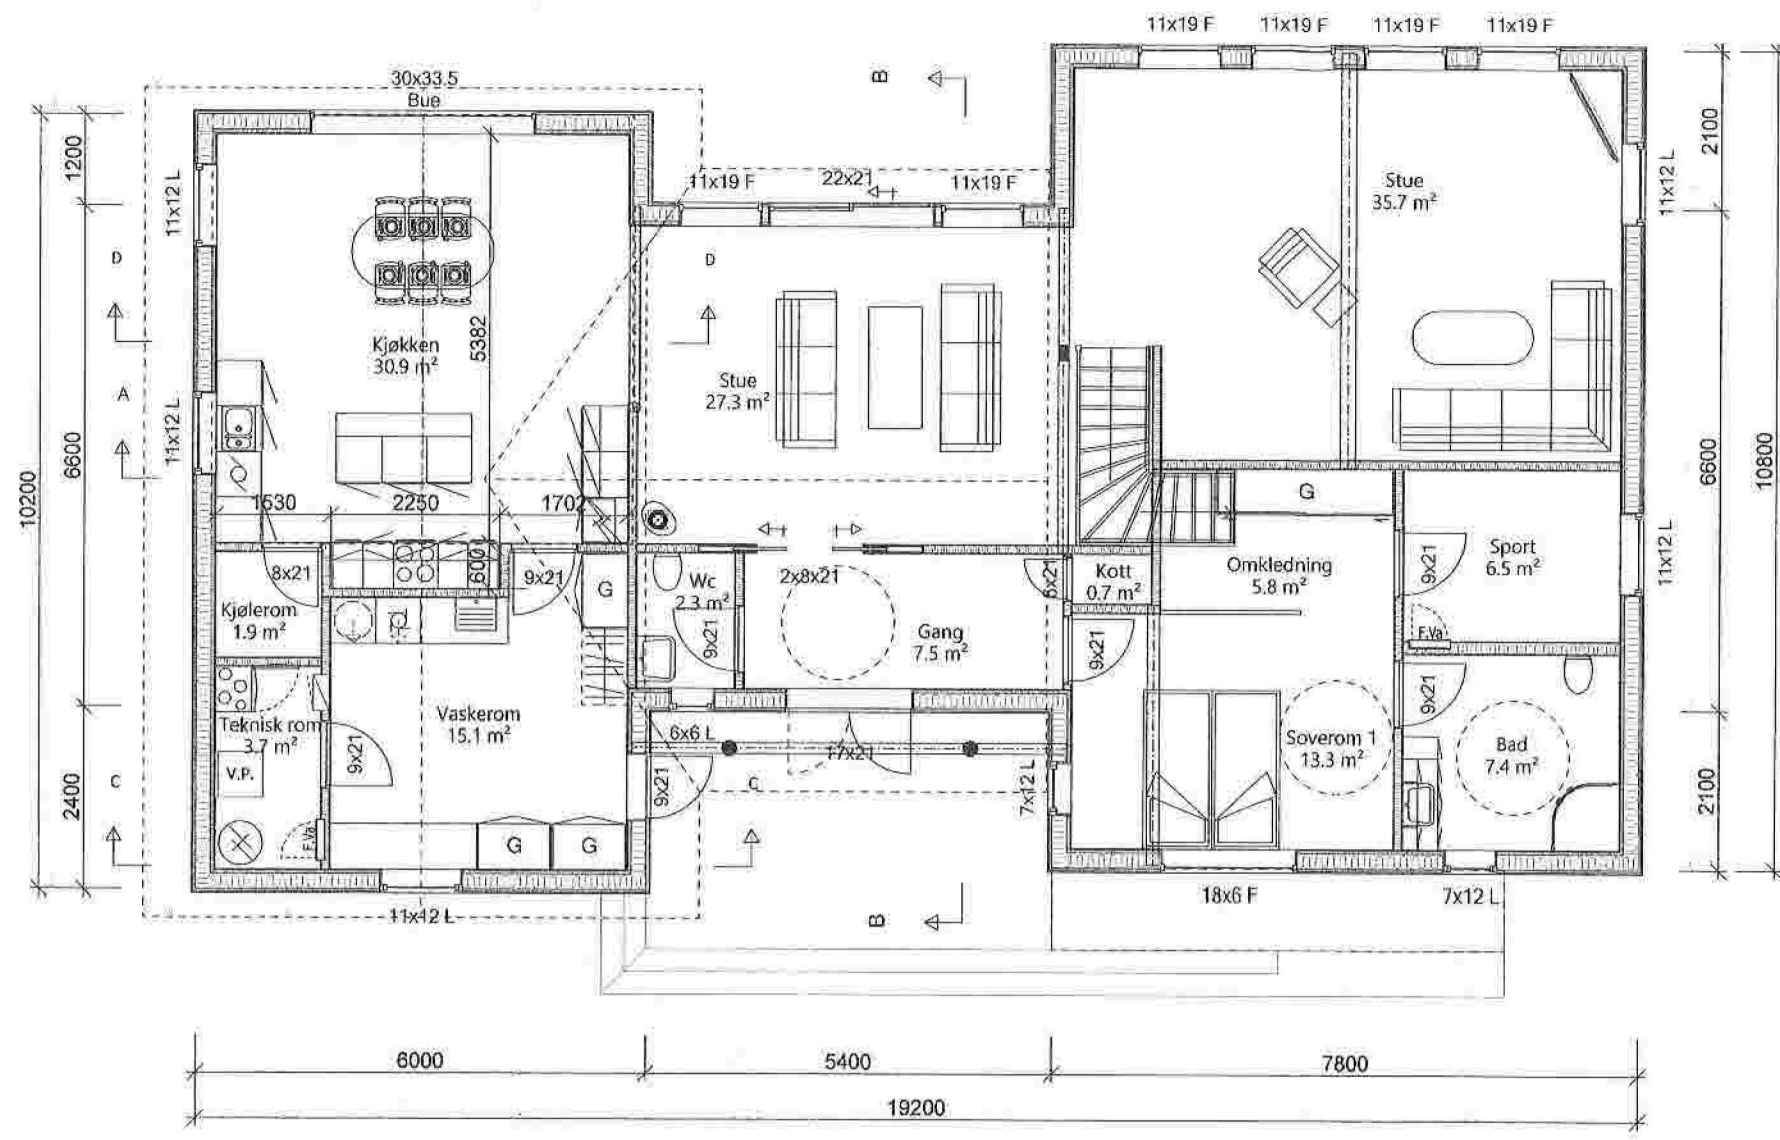 11x19 F
11x19 F
11x19 F
11x19 F
30x33.5
Bue
B
1200
2100
11x12 L
11x19 F
22x21
11x19 F
Stue
35.7 m²
11x12 L
D
D
Kjøkken
30.9 m²
5382
A
Stue
27.3 m²
11x12 L
10200
6600
6600
10800
1530
2250
1702
G
600
8x21
9x21
G
Wc
2.3 m²
2x8x21
Kott
0.7 m²
Omkledning
5.8 m²
9x21
Sport
6.5 m²
11x12 L
Kjølerom
1.9 m²
9x21
Gang
7.5 m²
9x21
F.Va
Teknisk rom
3.7 m²
Vaskerom
15.1 m²
9x21
6x6 L
17x21
Soverom 1
13.3 m²
9x21
Bad
7.4 m²
V.P.
9x21
C
C
7x12 L
2400
2100
F.Va
G
G
11x12 L
B
18x6 F
7x12 L
6000
5400
7800
19200